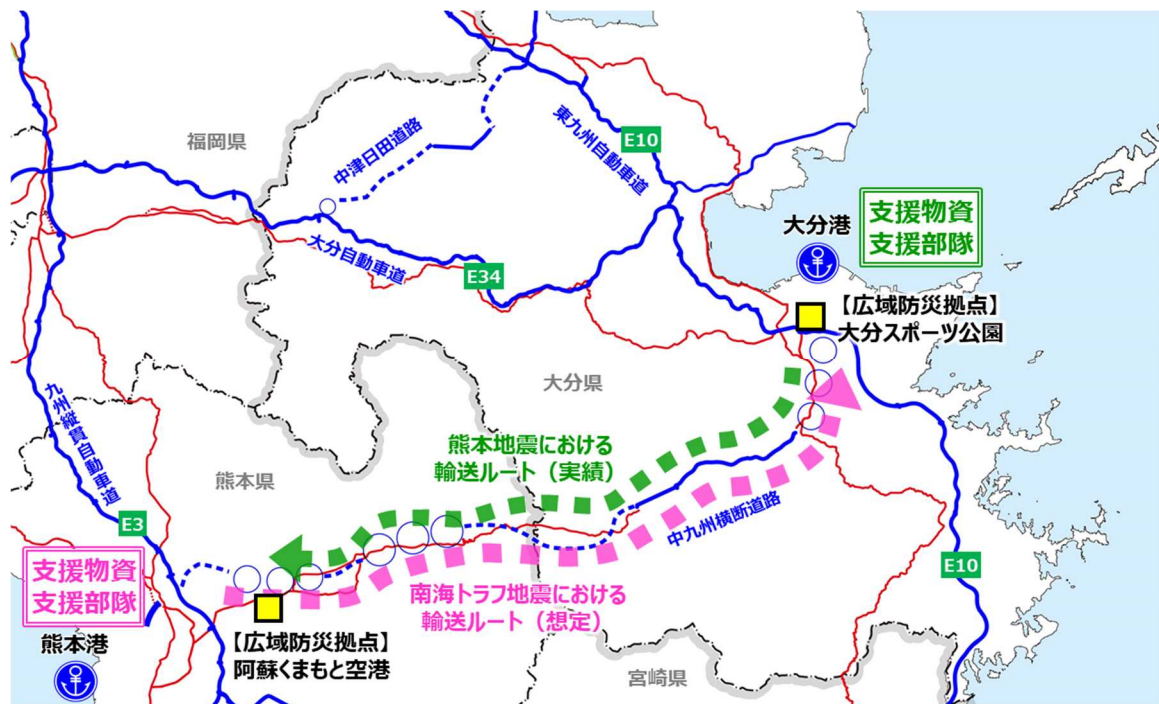 福岡県
中津日田道路
東九州自動車道
E10
大分港
支援物資
支援部隊
大分自動車道
E34
【広域防災拠点】
大分スポーツ公園
大分県
九州縦貫自動車道
熊本地震における
輸送ルート（実績）
熊本県
E3
中九州横断道路
支援物資
支援部隊
南海トラフ地震における
輸送ルート（想定）
E10
熊本港
【広域防災拠点】
阿蘇くまもと空港
宮崎県